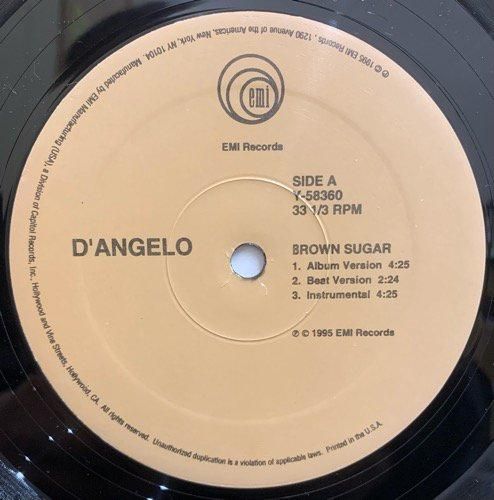 emi
EMI Records
SIDE A
Y-58360
33 1/3 RPM
D'ANGELO
BROWN SUGAR
1. Album Version 4:25
2. Beat Version 2:24
3. Instrumental 4:25
℗ © 1995 EMI Records
℗ © 1995 EMI Records, 1290 Avenue of the Americas, New York, NY 10104. Manufactured by EMI Manufacturing (USA), a Division of Capitol Records, Inc., Hollywood and Vine Streets, Hollywood, CA. All rights reserved. Unauthorized duplication is a violation of applicable laws. Printed in the U.S.A.